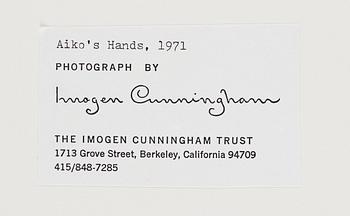 Aiko's Hands, 1971
PHOTOGRAPH BY
Imogen Cunningham
THE IMOGEN CUNNINGHAM TRUST
1713 Grove Street, Berkeley, California 94709
415/848-7285